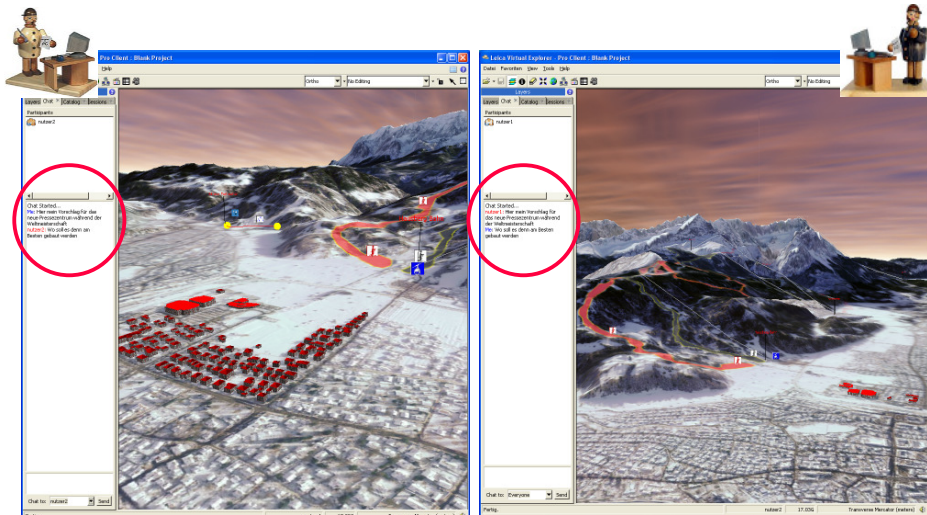 Pro Client : Blank Project
Help
Ortho
No Editing
Layers Chat Catalog Sessions
Participants
nutzer2
Chat Started...
Me: Hier mein Vorschlag für das
neue Pressezentrum während der
Weltmeisterschaft
nutzer2: Wo soll es denn am
Besten gebaut werden
Chat to: nutzer2 Send
Leica Virtual Explorer - Pro Client : Blank Project
Datei Favoriten View Tools Help
Ortho
No Editing
Layers
Layers Chat Catalog Sessions
Participants
nutzer1
Chat Started...
nutzer1: Hier mein Vorschlag für
das neue Pressezentrum während
der Weltmeisterschaft
Me: Wo soll es denn am Besten
gebaut werden
Chat to: Everyone Send
Fertig. nutzer2 Transverse Mercator (meters)